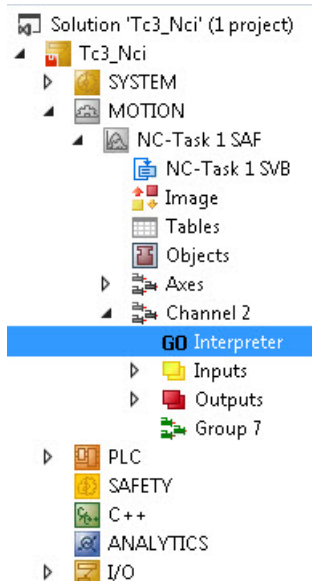 Solution 'Tc3_Nci' (1 project)
Tc3_Nci
SYSTEM
MOTION
NC-Task 1 SAF
NC-Task 1 SVB
Image
Tables
Objects
Axes
Channel 2
GO Interpreter
Inputs
Outputs
Group 7
PLC
SAFETY
C++
ANALYTICS
I/O